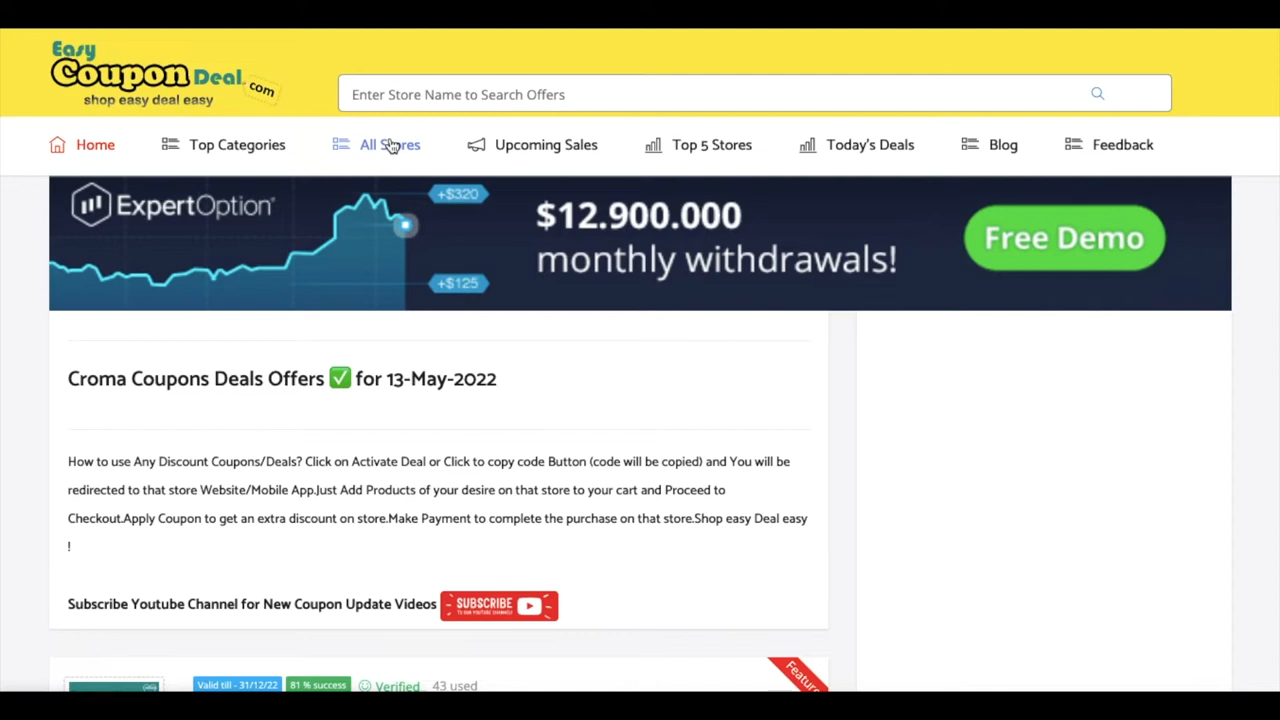 Easy
Coupon Deal
.com
shop easy deal easy
Enter Store Name to Search Offers
Home
Top Categories
All Stores
Upcoming Sales
Top 5 Stores
Today's Deals
Blog
Feedback
ExpertOption®
+$320
+$125
$12.900.000
monthly withdrawals!
Free Demo
Croma Coupons Deals Offers ✅ for 13-May-2022
How to use Any Discount Coupons/Deals? Click on Activate Deal or Click to copy code Button (code will be copied) and You will be
redirected to that store Website/Mobile App.Just Add Products of your desire on that store to your cart and Proceed to
Checkout.Apply Coupon to get an extra discount on store.Make Payment to complete the purchase on that store.Shop easy Deal easy
!
Subscribe Youtube Channel for New Coupon Update Videos
SUBSCRIBE
Valid till - 31/12/22
81 % success
Verified
43 used